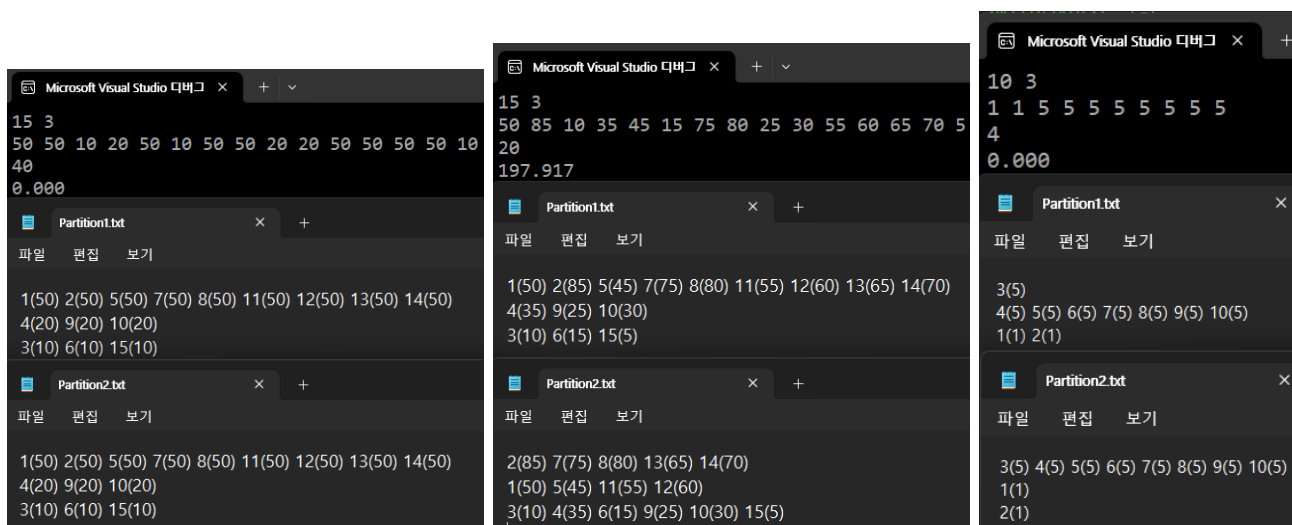 Microsoft Visual Studio 디버그
15 3
50 50 10 20 50 10 50 50 20 20 50 50 50 50 10
40
0.000
Partition1.txt
파일 편집 보기
1(50) 2(50) 5(50) 7(50) 8(50) 11(50) 12(50) 13(50) 14(50)
4(20) 9(20) 10(20)
3(10) 6(10) 15(10)
Partition2.txt
파일 편집 보기
1(50) 2(50) 5(50) 7(50) 8(50) 11(50) 12(50) 13(50) 14(50)
4(20) 9(20) 10(20)
3(10) 6(10) 15(10)
Microsoft Visual Studio 디버그
15 3
50 85 10 35 45 15 75 80 25 30 55 60 65 70 5
20
197.917
Partition1.txt
파일 편집 보기
1(50) 2(85) 5(45) 7(75) 8(80) 11(55) 12(60) 13(65) 14(70)
4(35) 9(25) 10(30)
3(10) 6(15) 15(5)
Partition2.txt
파일 편집 보기
2(85) 7(75) 8(80) 13(65) 14(70)
1(50) 5(45) 11(55) 12(60)
3(10) 4(35) 6(15) 9(25) 10(30) 15(5)
Microsoft Visual Studio 디버그
10 3
1 1 5 5 5 5 5 5 5 5
4
0.000
Partition1.txt
파일 편집 보기
3(5)
4(5) 5(5) 6(5) 7(5) 8(5) 9(5) 10(5)
1(1) 2(1)
Partition2.txt
파일 편집 보기
3(5) 4(5) 5(5) 6(5) 7(5) 8(5) 9(5) 10(5)
1(1)
2(1)